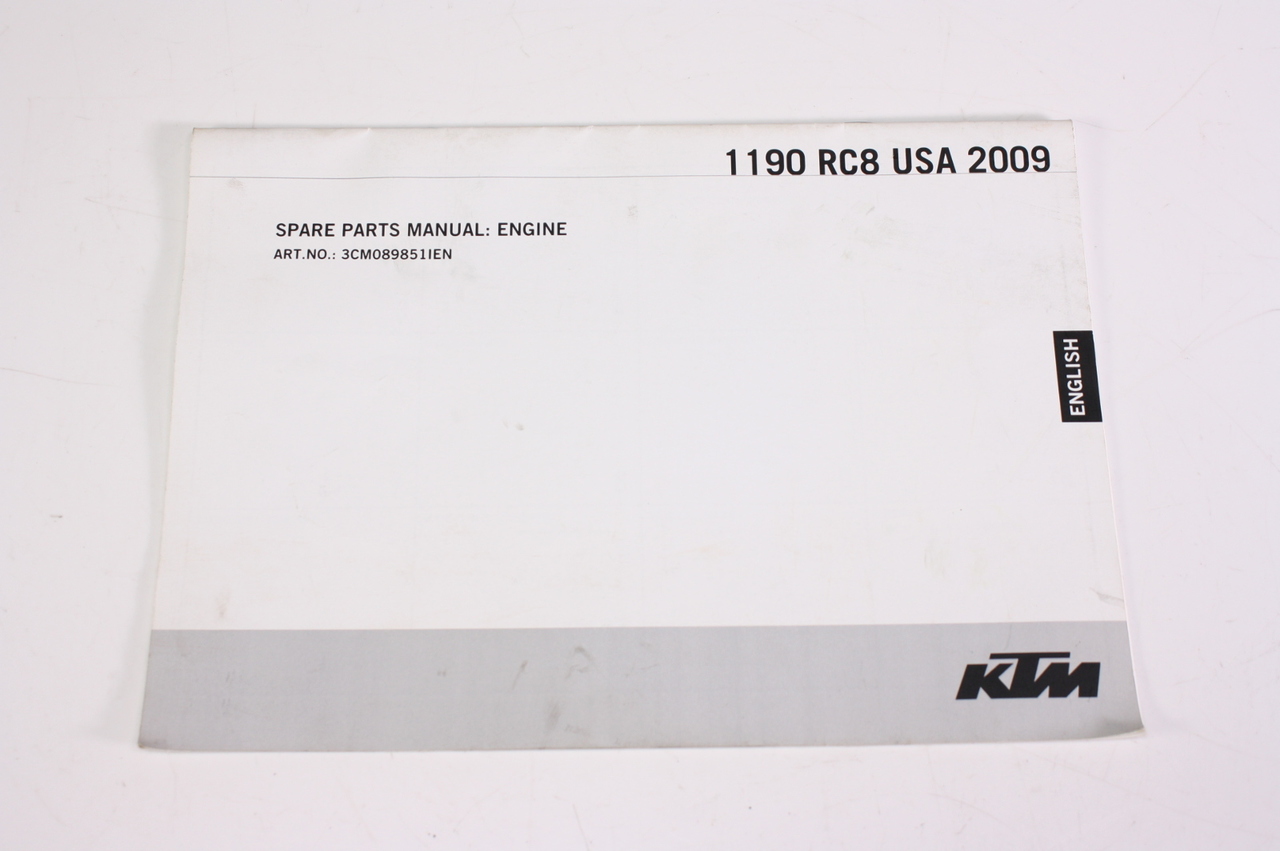 1190 RC8 USA 2009
SPARE PARTS MANUAL: ENGINE
ART.NO.: 3CM089851IEN
ENGLISH
KTM